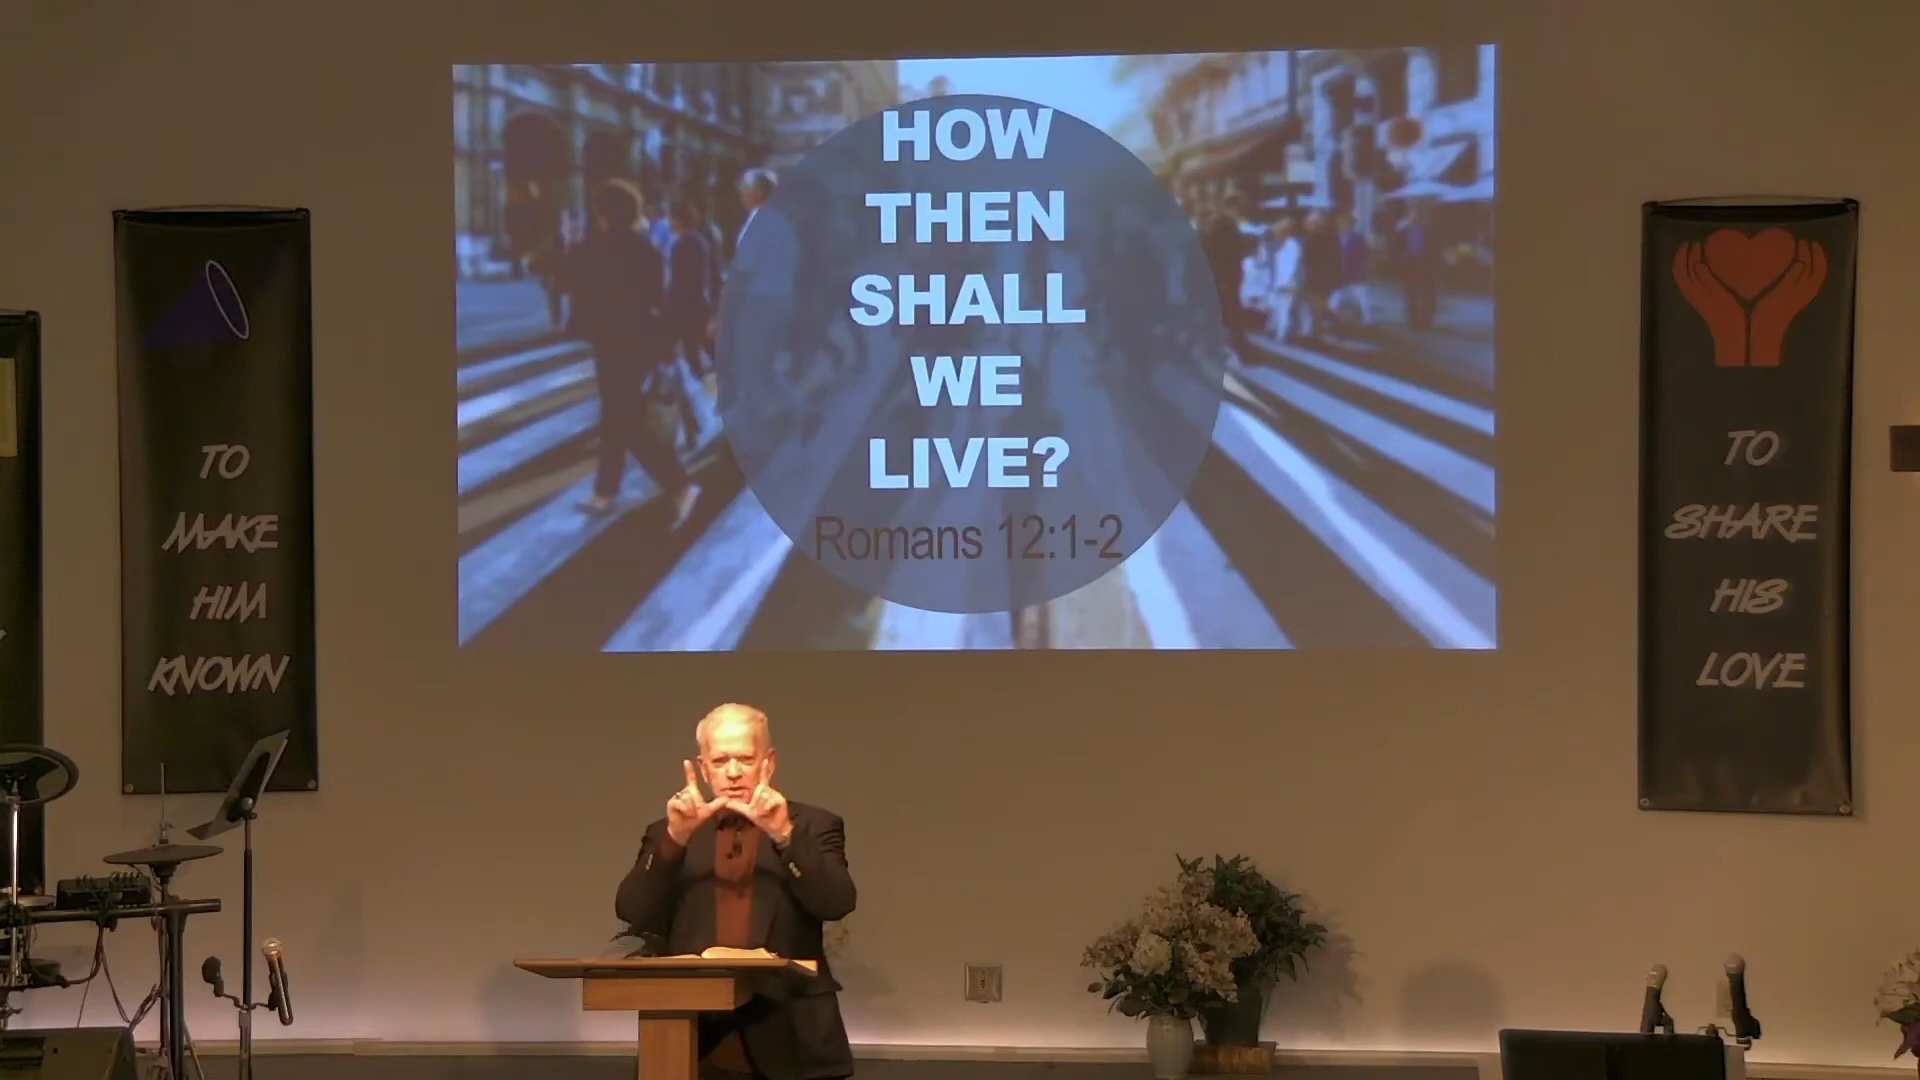 HOW
THEN
SHALL
WE
LIVE?
Romans 12:1-2
TO
MAKE
HIM
KNOWN
TO
SHARE
HIS
LOVE